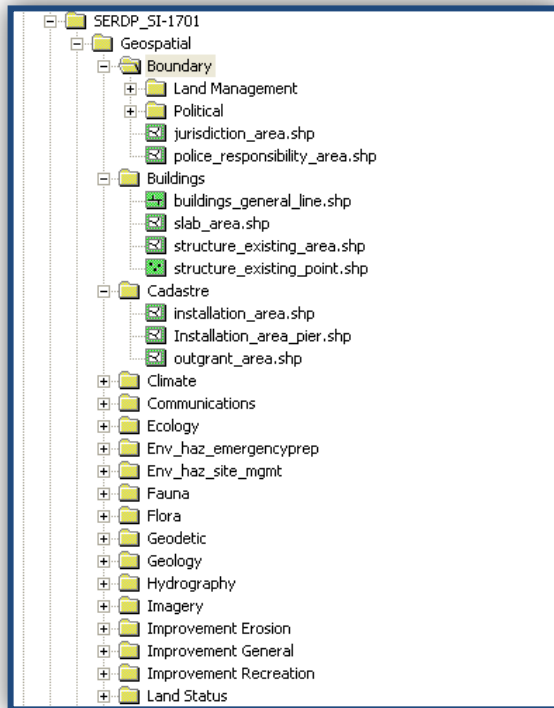 SERDP_SI-1701
Geospatial
Boundary
Land Management
Political
jurisdiction_area.shp
police_responsibility_area.shp
Buildings
buildings_general_line.shp
slab_area.shp
structure_existing_area.shp
structure_existing_point.shp
Cadastre
installation_area.shp
Installation_area_pier.shp
outgrant_area.shp
Climate
Communications
Ecology
Env_haz_emergencyprep
Env_haz_site_mgmt
Fauna
Flora
Geodetic
Geology
Hydrography
Imagery
Improvement Erosion
Improvement General
Improvement Recreation
Land Status